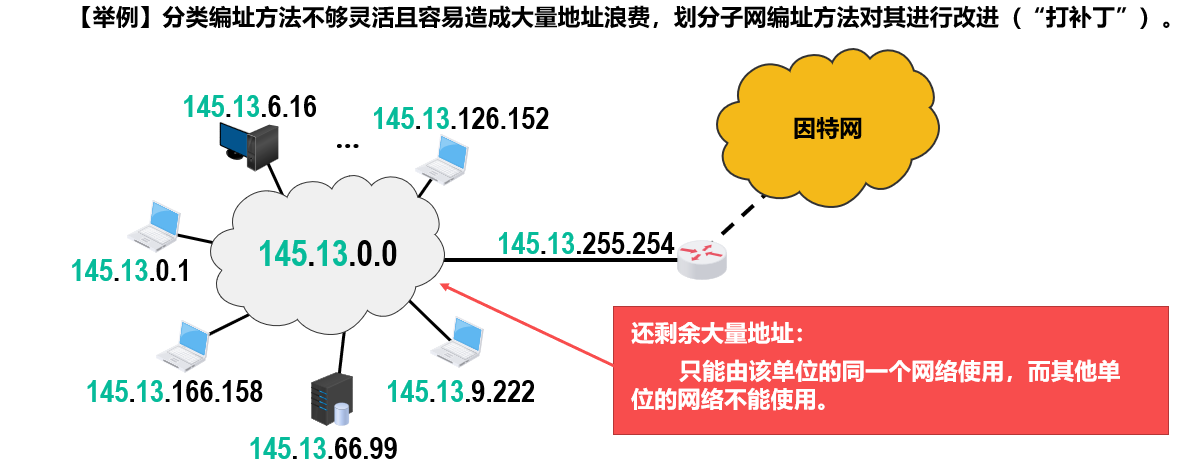 【举例】分类编址方法不够灵活且容易造成大量地址浪费，划分子网编址方法对其进行改进（“打补丁”）。
145.13.6.16
145.13.126.152
...
因特网
145.13.0.0
145.13.255.254
145.13.0.1
还剩余大量地址：
只能由该单位的同一个网络使用，而其他单
位的网络不能使用。
145.13.166.158
145.13.9.222
145.13.66.99